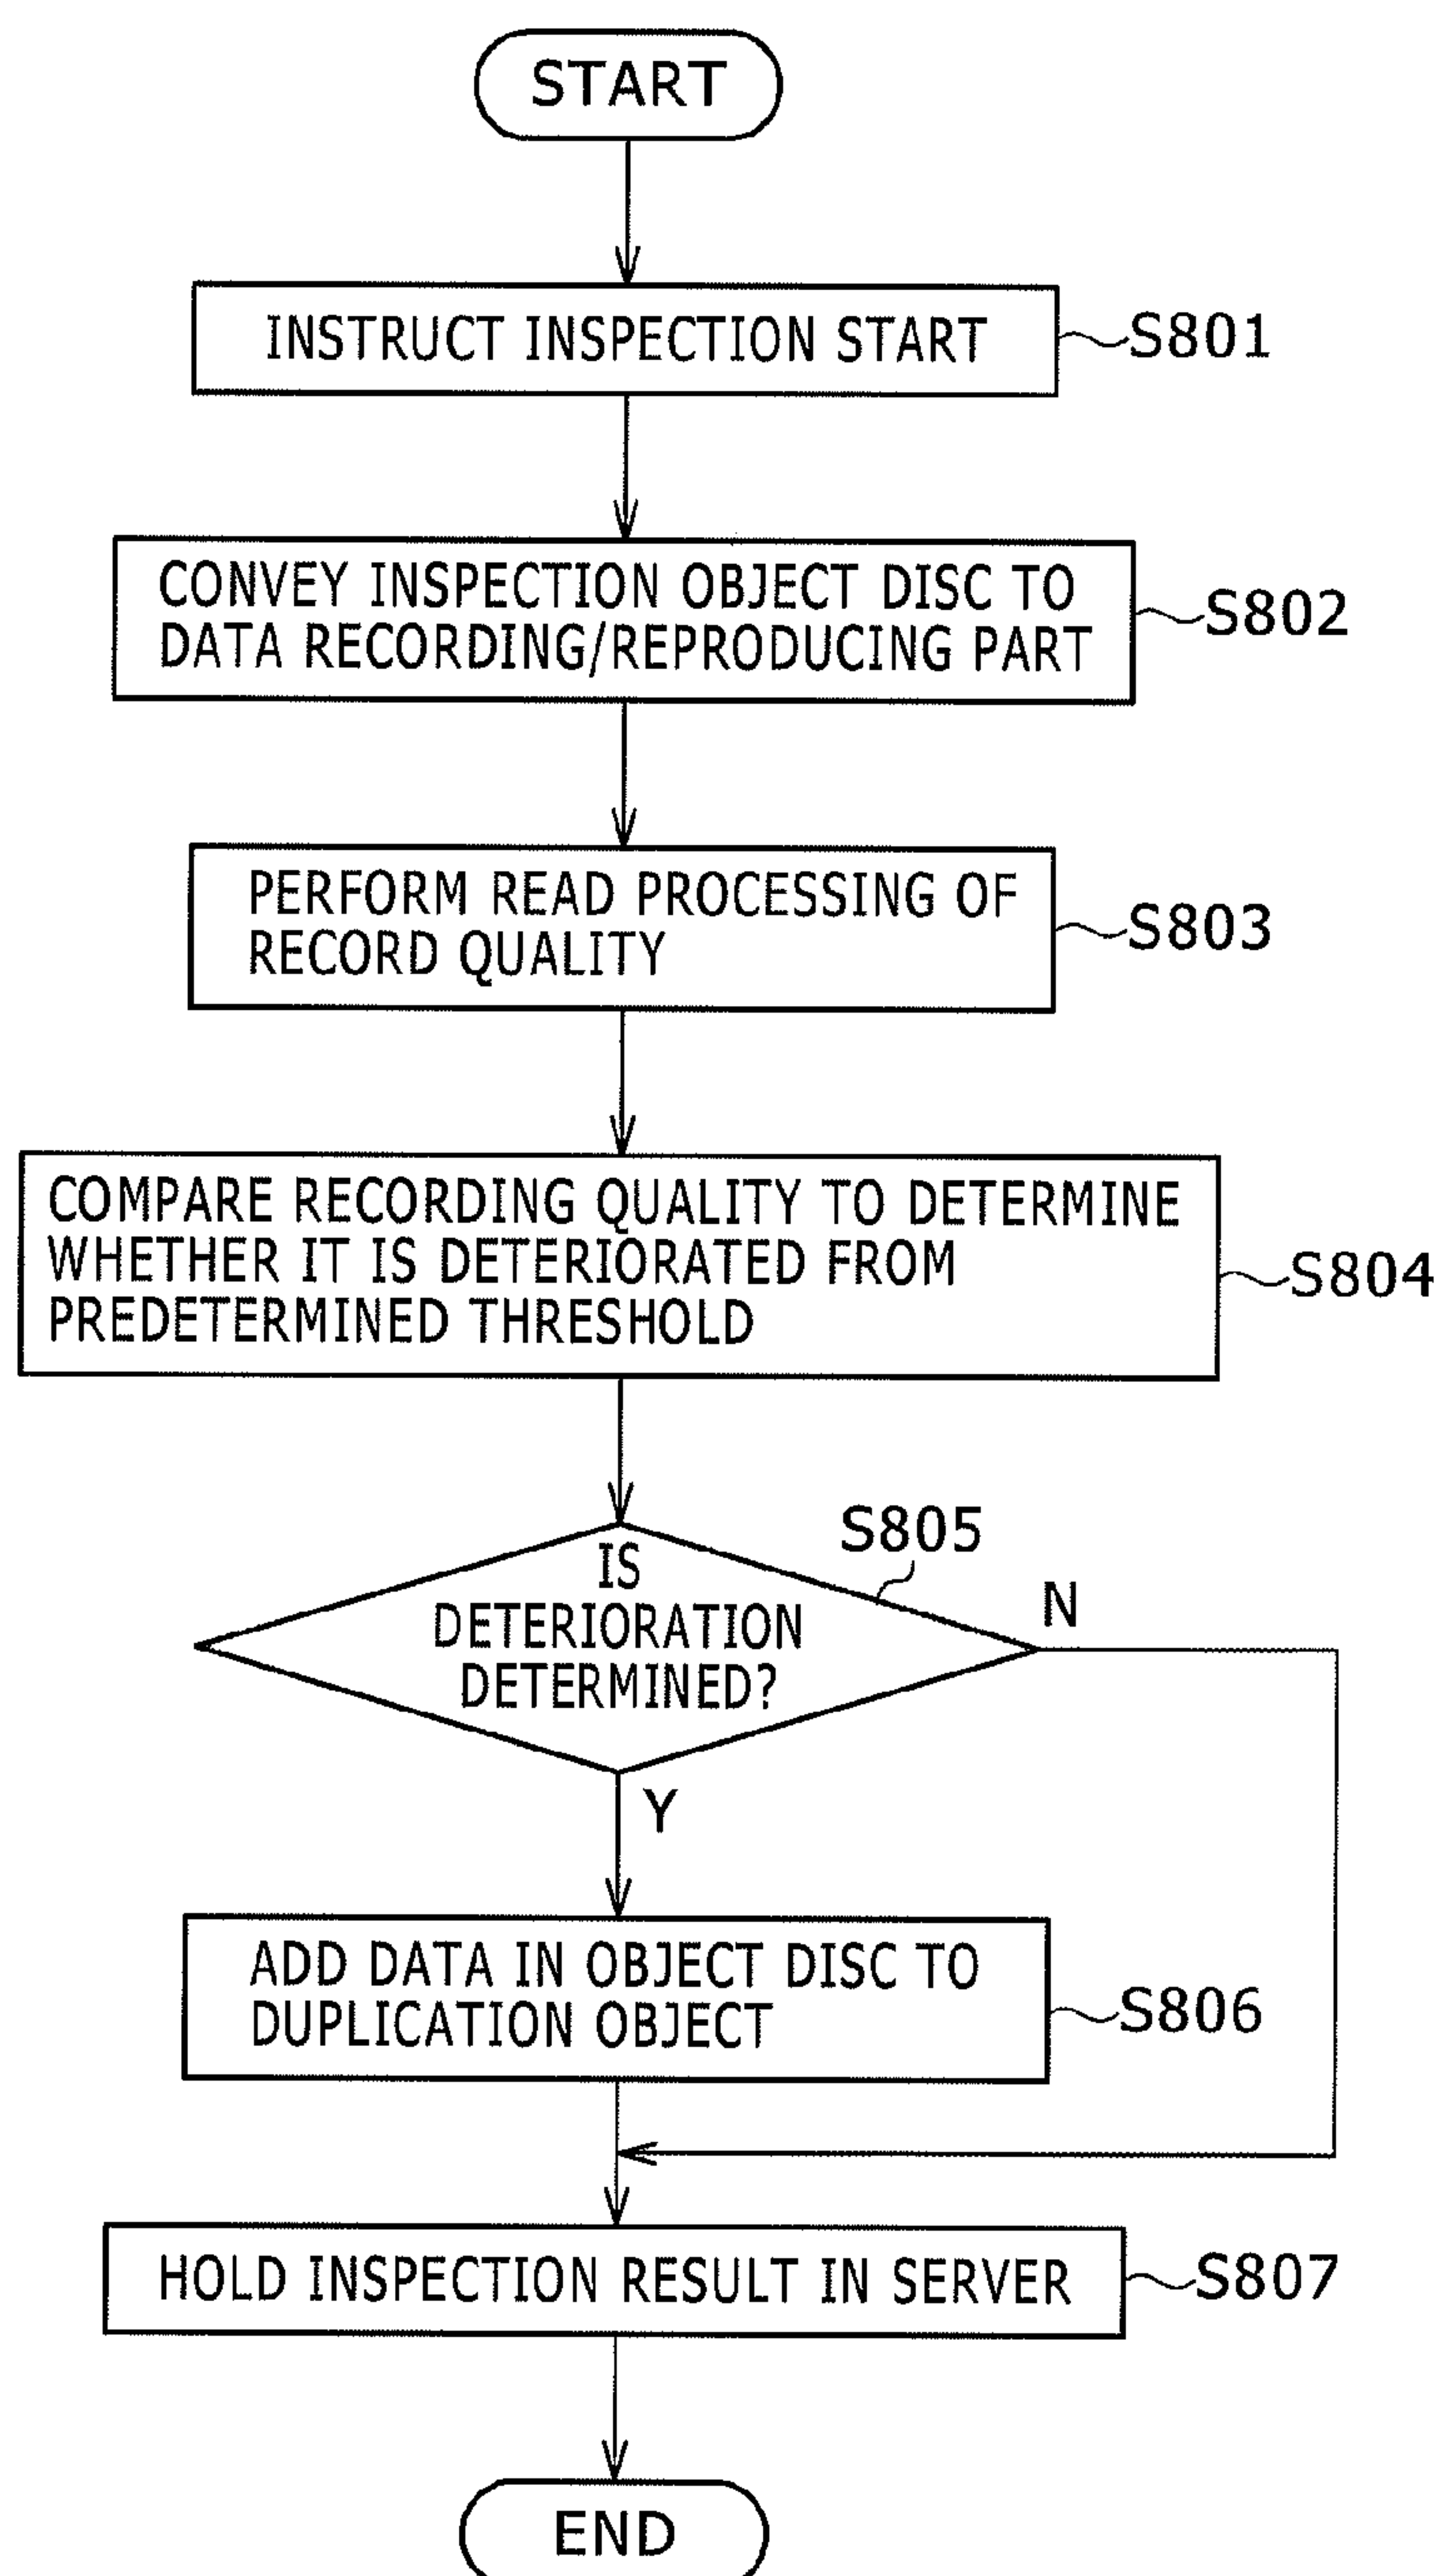 START
INSTRUCT INSPECTION START
S801
CONVEY INSPECTION OBJECT DISC TO
DATA RECORDING/REPRODUCING PART
S802
PERFORM READ PROCESSING OF
RECORD QUALITY
S803
COMPARE RECORDING QUALITY TO DETERMINE
WHETHER IT IS DETERIORATED FROM
PREDETERMINED THRESHOLD
S804
S805
IS
DETERIORATION
DETERMINED?
N
Y
ADD DATA IN OBJECT DISC TO
DUPLICATION OBJECT
S806
HOLD INSPECTION RESULT IN SERVER
S807
END